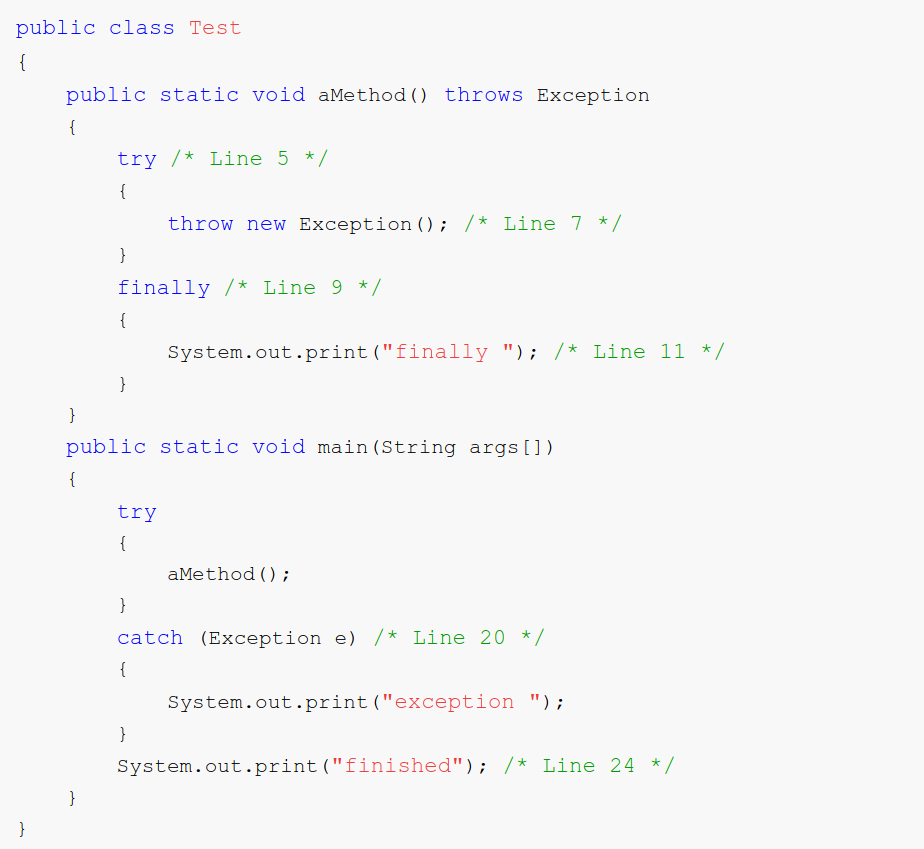 public class Test
{
    public static void aMethod() throws Exception
    {
        try /* Line 5 */
        {
            throw new Exception(); /* Line 7 */
        }
        finally /* Line 9 */
        {
            System.out.print("finally "); /* Line 11 */
        }
    }
    public static void main(String args[])
    {
        try
        {
            aMethod();
        }
        catch (Exception e) /* Line 20 */
        {
            System.out.print("exception ");
        }
        System.out.print("finished"); /* Line 24 */
    }
}